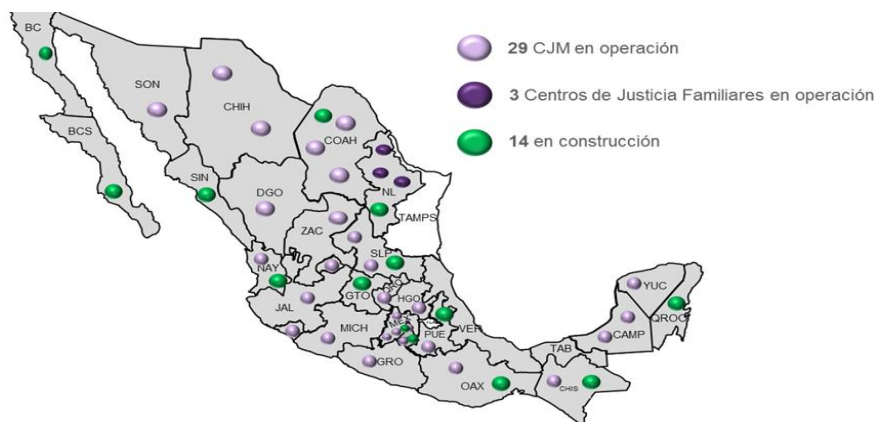 BC
29 CJM en operación
SON
CHIH
3 Centros de Justicia Familiares en operación
BCS
COAH
14 en construcción
SIN
DGO
NL
TAMPS
ZAC
SLP
NAY
GTO
QRO
HGO
JAL
YUC
QROO
MICH
MEX
PUE
VER
CAMP
TAB
GRO
OAX
CHIS